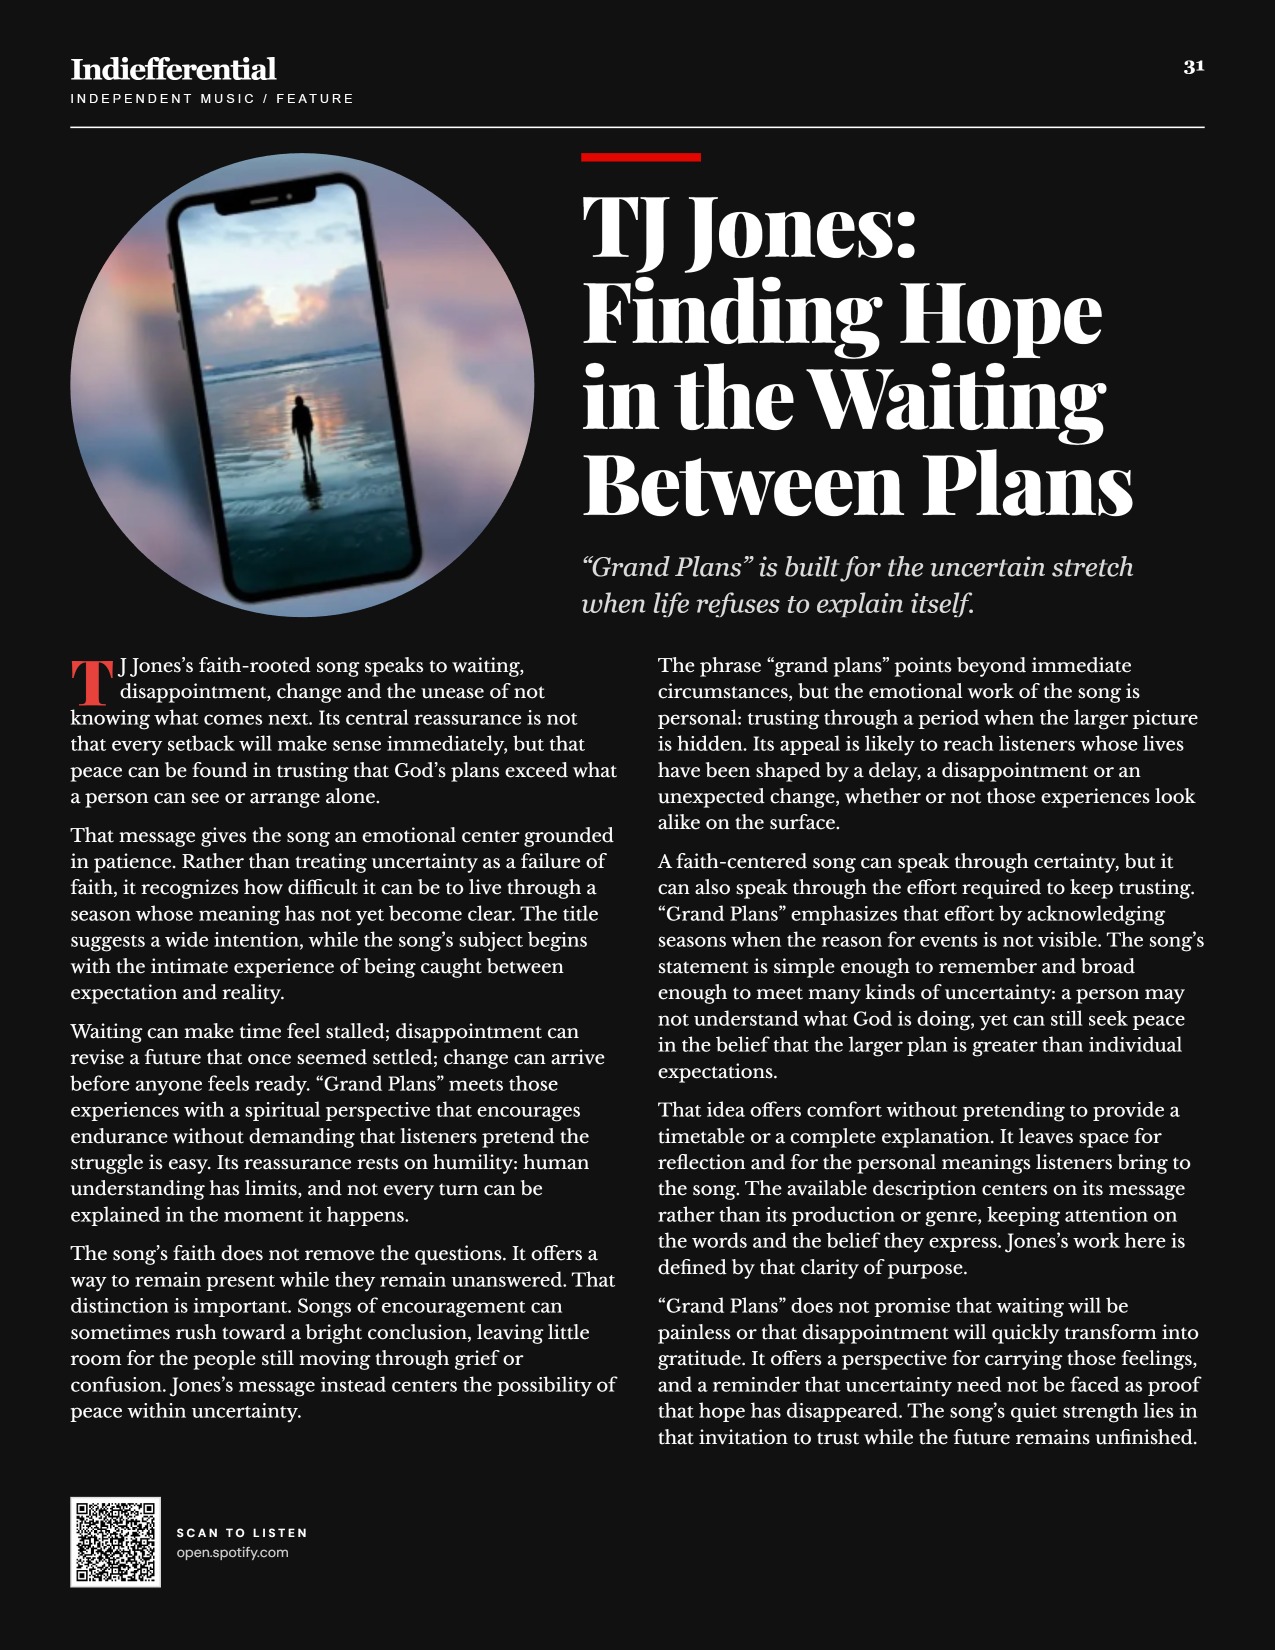 Indiefferential
INDEPENDENT MUSIC / FEATURE
31
TJ Jones:
Finding Hope
in the Waiting
Between Plans
“Grand Plans” is built for the uncertain stretch
when life refuses to explain itself.
TJ Jones’s faith-rooted song speaks to waiting,
disappointment, change and the unease of not
knowing what comes next. Its central reassurance is not
that every setback will make sense immediately, but that
peace can be found in trusting that God’s plans exceed what
a person can see or arrange alone.
That message gives the song an emotional center grounded
in patience. Rather than treating uncertainty as a failure of
faith, it recognizes how difficult it can be to live through a
season whose meaning has not yet become clear. The title
suggests a wide intention, while the song’s subject begins
with the intimate experience of being caught between
expectation and reality.
Waiting can make time feel stalled; disappointment can
revise a future that once seemed settled; change can arrive
before anyone feels ready. “Grand Plans” meets those
experiences with a spiritual perspective that encourages
endurance without demanding that listeners pretend the
struggle is easy. Its reassurance rests on humility: human
understanding has limits, and not every turn can be
explained in the moment it happens.
The song’s faith does not remove the questions. It offers a
way to remain present while they remain unanswered. That
distinction is important. Songs of encouragement can
sometimes rush toward a bright conclusion, leaving little
room for the people still moving through grief or
confusion. Jones’s message instead centers the possibility of
peace within uncertainty.
The phrase “grand plans” points beyond immediate
circumstances, but the emotional work of the song is
personal: trusting through a period when the larger picture
is hidden. Its appeal is likely to reach listeners whose lives
have been shaped by a delay, a disappointment or an
unexpected change, whether or not those experiences look
alike on the surface.
A faith-centered song can speak through certainty, but it
can also speak through the effort required to keep trusting.
“Grand Plans” emphasizes that effort by acknowledging
seasons when the reason for events is not visible. The song’s
statement is simple enough to remember and broad
enough to meet many kinds of uncertainty: a person may
not understand what God is doing, yet can still seek peace
in the belief that the larger plan is greater than individual
expectations.
That idea offers comfort without pretending to provide a
timetable or a complete explanation. It leaves space for
reflection and for the personal meanings listeners bring to
the song. The available description centers on its message
rather than its production or genre, keeping attention on
the words and the belief they express. Jones’s work here is
defined by that clarity of purpose.
“Grand Plans” does not promise that waiting will be
painless or that disappointment will quickly transform into
gratitude. It offers a perspective for carrying those feelings,
and a reminder that uncertainty need not be faced as proof
that hope has disappeared. The song’s quiet strength lies in
that invitation to trust while the future remains unfinished.
SCAN TO LISTEN
open.spotify.com